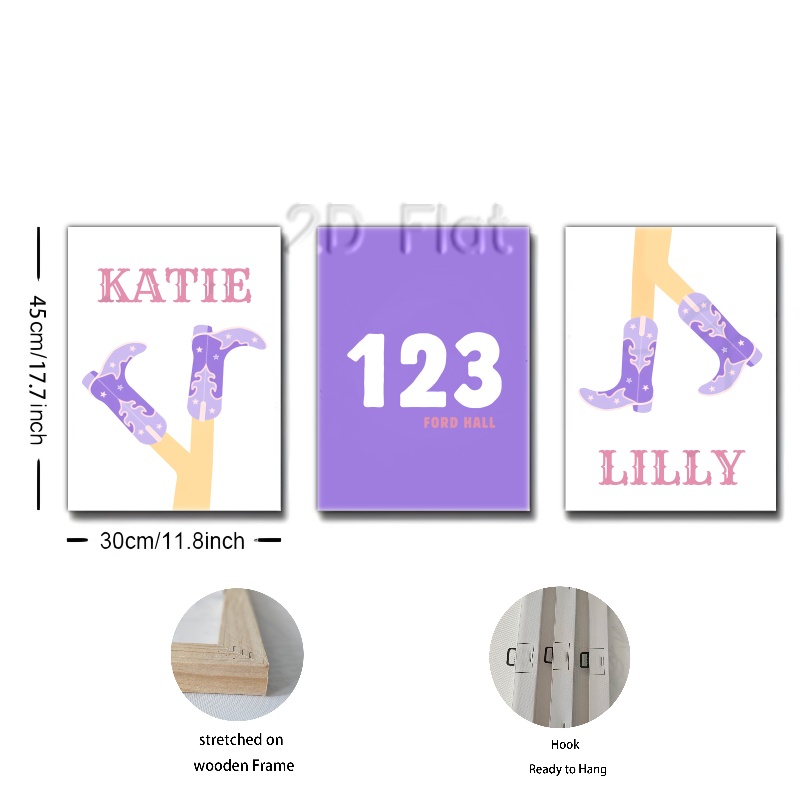 2D Flat
KATIE
123
FORD HALL
LILLY
45cm/17.7inch
30cm/11.8inch
stretched on
wooden Frame
Hook
Ready to Hang